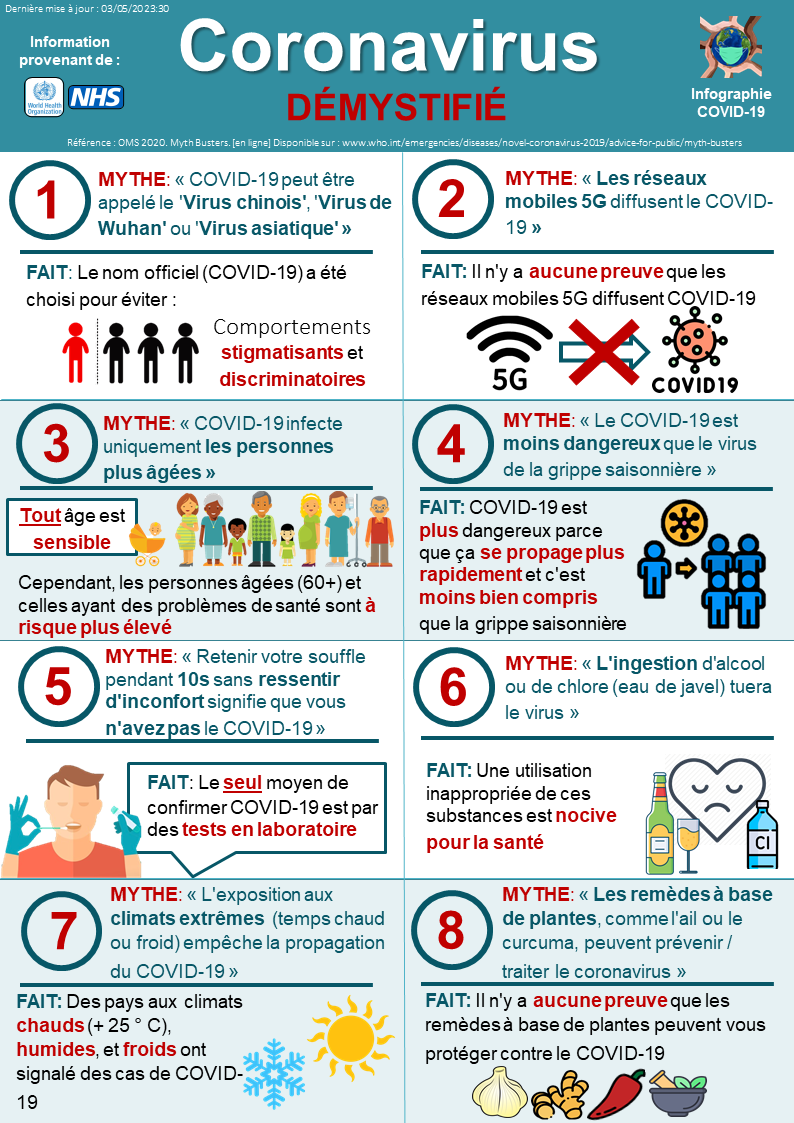 Dernière mise à jour : 03/05/2023:30
Information
provenant de :
World Health
Organization
NHS
Coronavirus
DÉMYSTIFIÉ
Infographie
COVID-19
Référence : OMS 2020. Myth Busters. [en ligne] Disponible sur : www.who.int/emergencies/diseases/novel-coronavirus-2019/advice-for-public/myth-busters
1
MYTHE: « COVID-19 peut être
appelé le 'Virus chinois', 'Virus de
Wuhan' ou 'Virus asiatique' »
FAIT: Le nom officiel (COVID-19) a été
choisi pour éviter :
Comportements
stigmatisants et
discriminatoires
2
MYTHE: « Les réseaux
mobiles 5G diffusent le COVID-
19 »
FAIT: Il n'y a aucune preuve que les
réseaux mobiles 5G diffusent COVID-19
5G
COVID19
3
MYTHE: « COVID-19 infecte
uniquement les personnes
plus âgées »
Tout âge est
sensible
Cependant, les personnes âgées (60+) et
celles ayant des problèmes de santé sont à
risque plus élevé
4
MYTHE: « Le COVID-19 est
moins dangereux que le virus
de la grippe saisonnière »
FAIT: COVID-19 est
plus dangereux parce
que ça se propage plus
rapidement et c'est
moins bien compris
que la grippe saisonnière
5
MYTHE: « Retenir votre souffle
pendant 10s sans ressentir
d'inconfort signifie que vous
n'avez pas le COVID-19 »
FAIT: Le seul moyen de
confirmer COVID-19 est par
des tests en laboratoire
6
MYTHE: « L'ingestion d'alcool
ou de chlore (eau de javel) tuera
le virus »
FAIT: Une utilisation
inappropriée de ces
substances est nocive
pour la santé
Cl
7
MYTHE: « L'exposition aux
climats extrêmes (temps chaud
ou froid) empêche la propagation
du COVID-19 »
FAIT: Des pays aux climats
chauds (+ 25 ° C),
humides, et froids ont
signalé des cas de COVID-
19
8
MYTHE: « Les remèdes à base
de plantes, comme l'ail ou le
curcuma, peuvent prévenir /
traiter le coronavirus »
FAIT: Il n'y a aucune preuve que les
remèdes à base de plantes peuvent vous
protéger contre le COVID-19